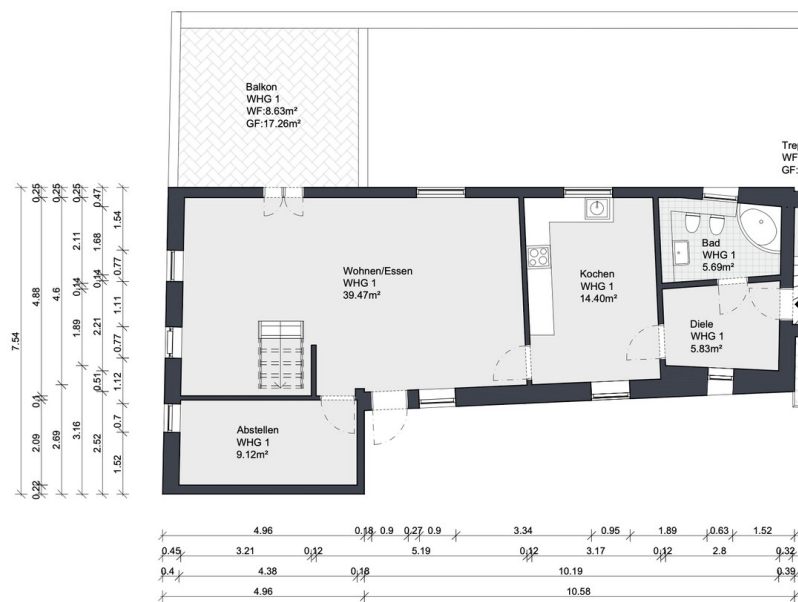 Balkon
WHG 1
WF:8.63m²
GF:17.26m²
Trep
WF
GF:
Wohnen/Essen
WHG 1
39.47m²
Kochen
WHG 1
14.40m²
Bad
WHG 1
5.69m²
Diele
WHG 1
5.83m²
Abstellen
WHG 1
9.12m²
7.54
0.25
4.88
0.1
2.09
0.22
0.25
4.6
2.69
0.25
2.11
0.14
1.89
3.16
0.47
1.68
0.14
2.21
0.51
2.52
1.54
0.77
1.11
0.77
1.12
0.7
1.52
4.96 0.18 0.9 0.27 0.9 3.34 0.95 1.89 0.63 1.52
0.45 3.21 0.12 5.19 0.12 3.17 0.12 2.8 0.32
0.4 4.38 0.18 10.19 0.39
4.96 10.58